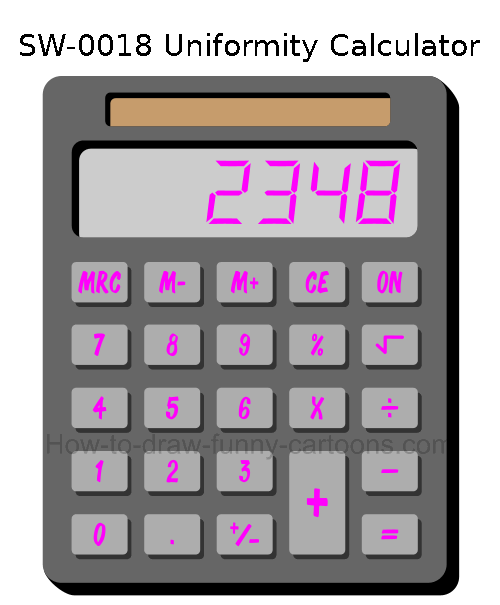 SW-0018 Uniformity Calculator
2348
MRC M- M+ CE ON
7 8 9 % √
4 5 6 X ÷
How-to-draw-funny-cartoons.com
1 2 3 + −
0 . +/- =